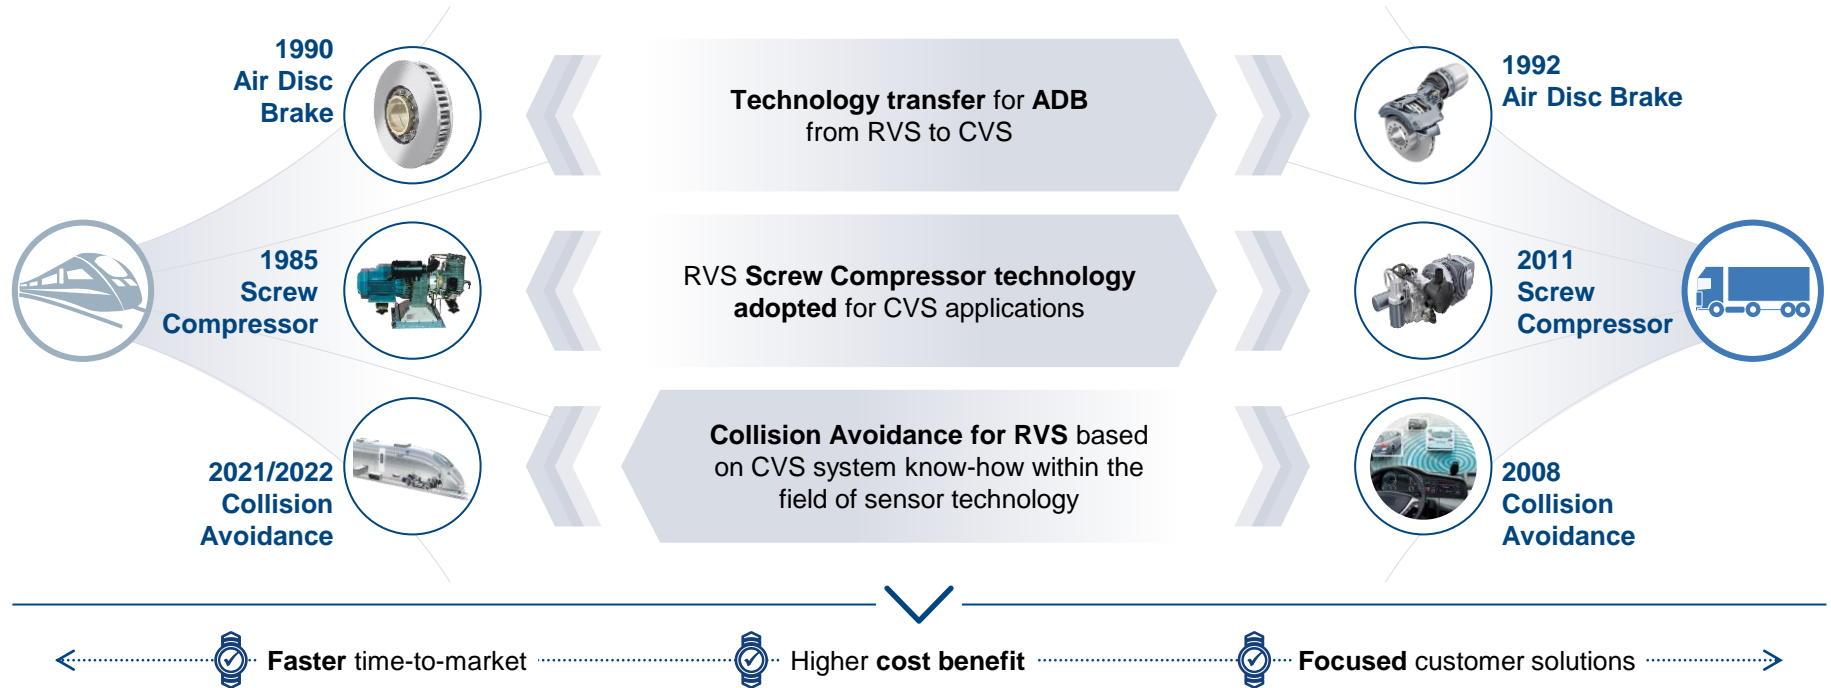 1990
Air Disc
Brake
Technology transfer for ADB
from RVS to CVS
1992
Air Disc Brake
1985
Screw
Compressor
RVS Screw Compressor technology
adopted for CVS applications
2011
Screw
Compressor
2021/2022
Collision
Avoidance
Collision Avoidance for RVS based
on CVS system know-how within the
field of sensor technology
2008
Collision
Avoidance
Faster time-to-market
Higher cost benefit
Focused customer solutions